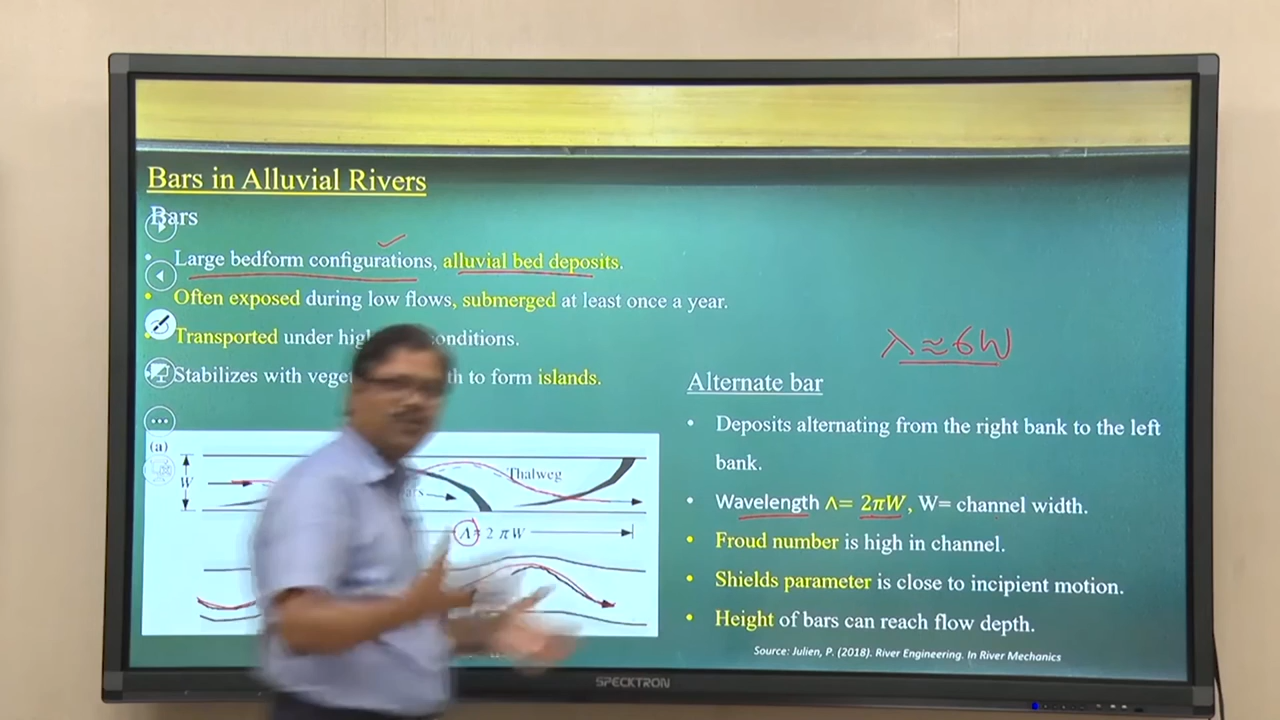 Bars in Alluvial Rivers
Bars
Large bedform configurations, alluvial bed deposits.
Often exposed during low flows, submerged at least once a year.
Transported under conditions.
Stabilizes with to form islands.
λ≈6W
Alternate bar
Deposits alternating from the right bank to the left
bank.
Wavelength Λ= 2πW, W= channel width.
Froud number is high in channel.
Shields parameter is close to incipient motion.
Height of bars can reach flow depth.
Source: Julien, P. (2018). River Engineering. In River Mechanics
(a)
W
Thalweg
Λ= 2 πW
SPECKTRON